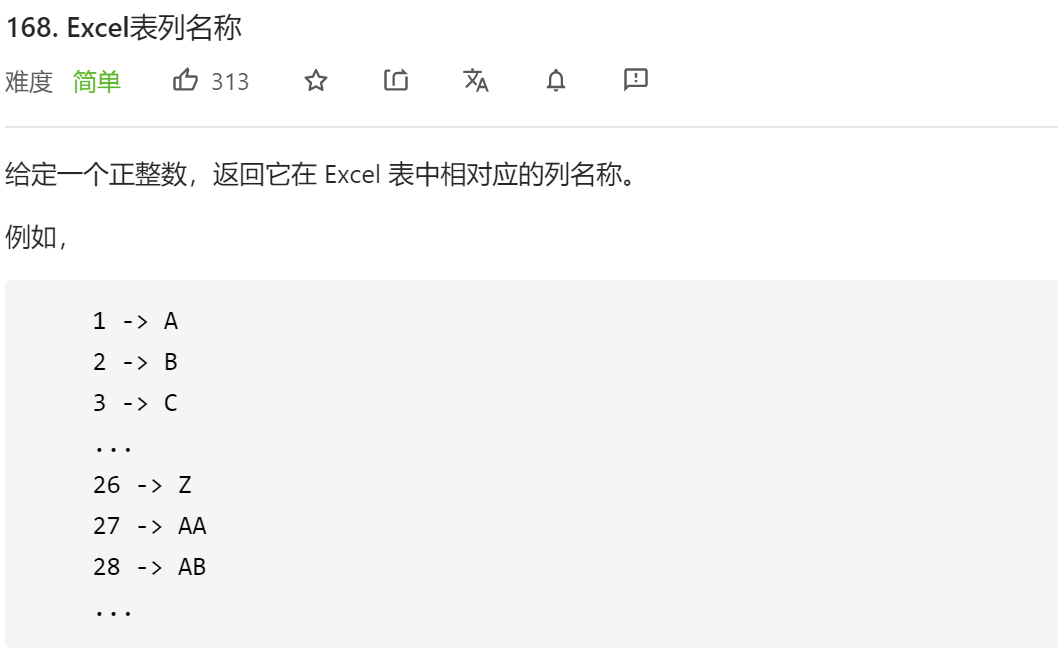 168. Excel表列名称
难度 简单 313
给定一个正整数，返回它在 Excel 表中相对应的列名称。
例如，
1 -> A
2 -> B
3 -> C
...
26 -> Z
27 -> AA
28 -> AB
...